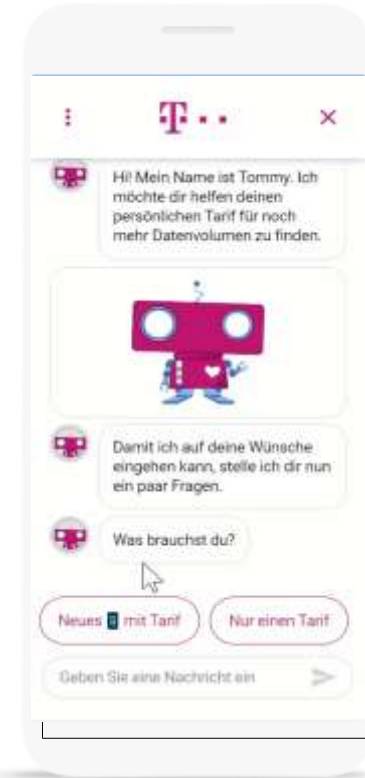 T
Hi! Mein Name ist Tommy. Ich
möchte dir helfen deinen
persönlichen Tarif für noch
mehr Datenvolumen zu finden.
Damit ich auf deine Wünsche
eingehen kann, stelle ich dir nun
ein paar Fragen.
Was brauchst du?
Neues 📱 mit Tarif
Nur einen Tarif
Geben Sie eine Nachricht ein